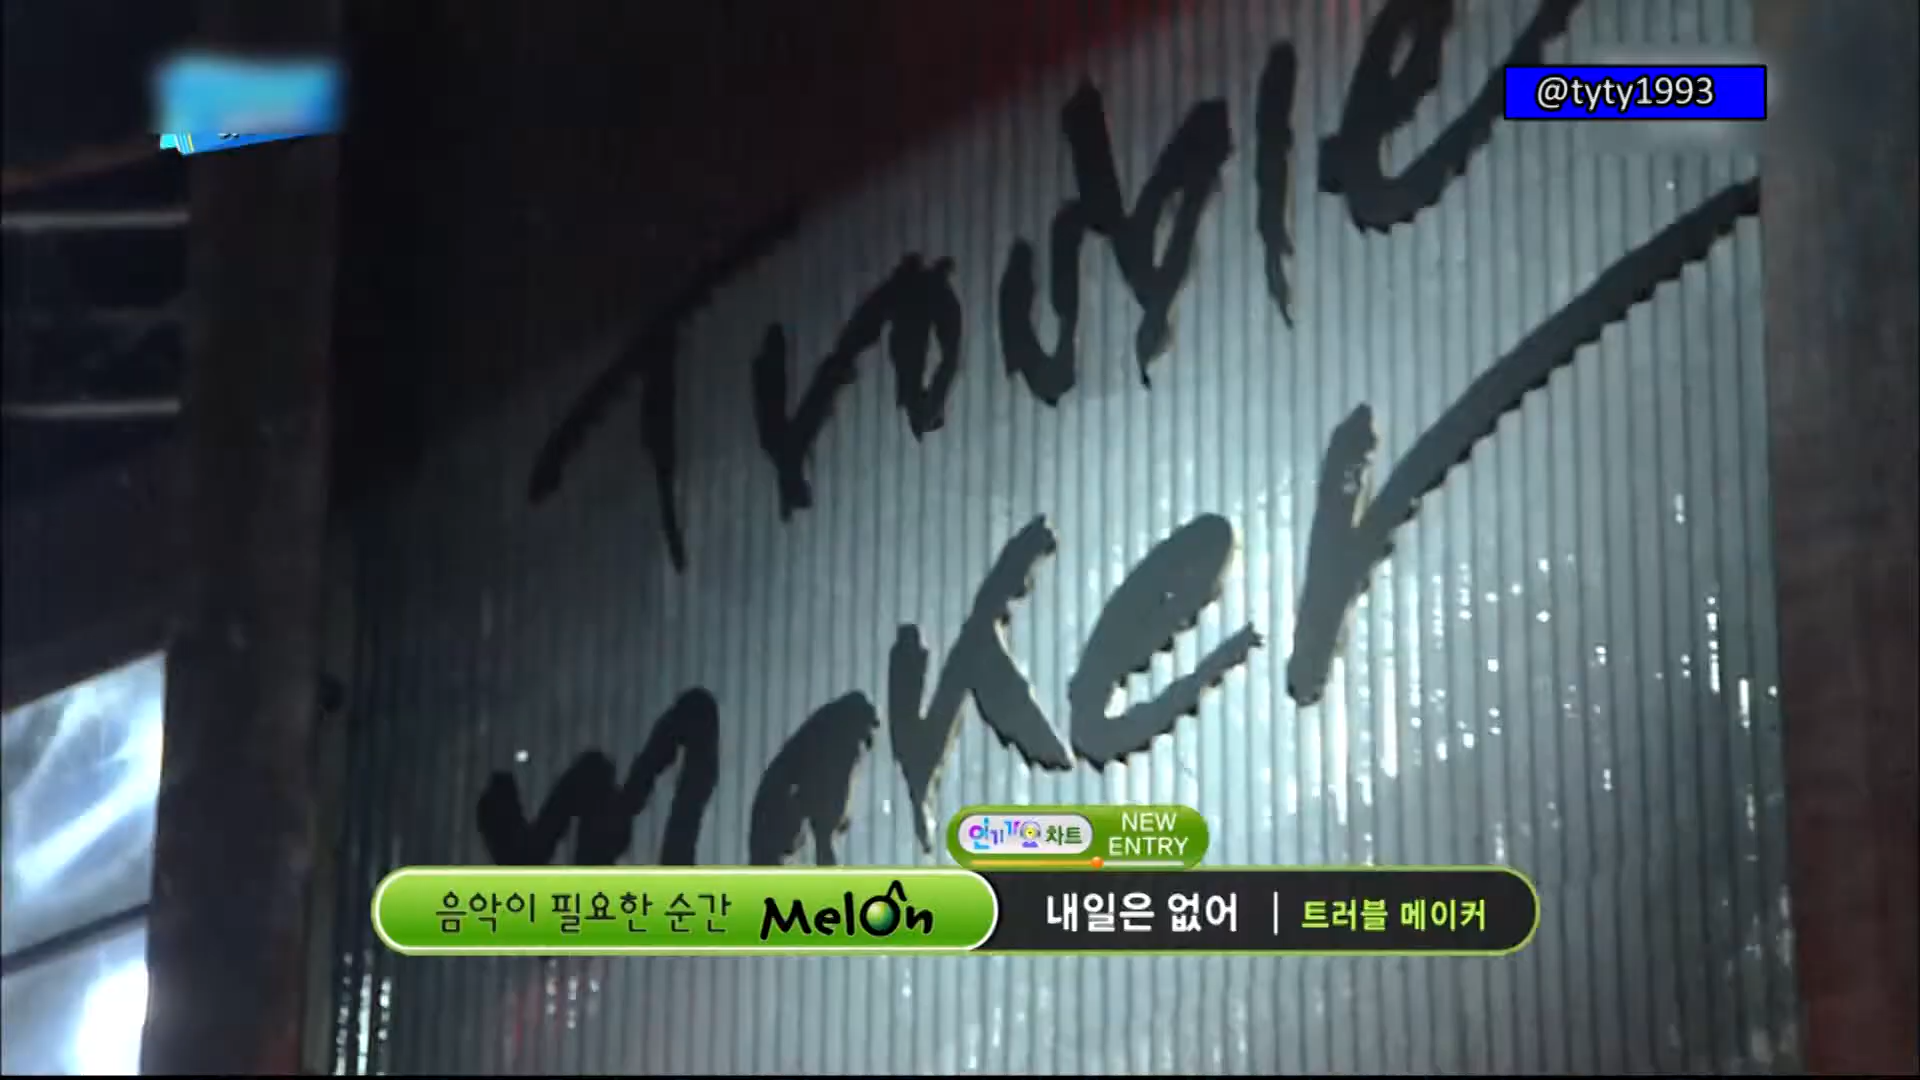 @tyty1993
Trouble
maker
인기가요 차트
NEW
ENTRY
음악이 필요한 순간 Melon
내일은 없어 | 트러블 메이커